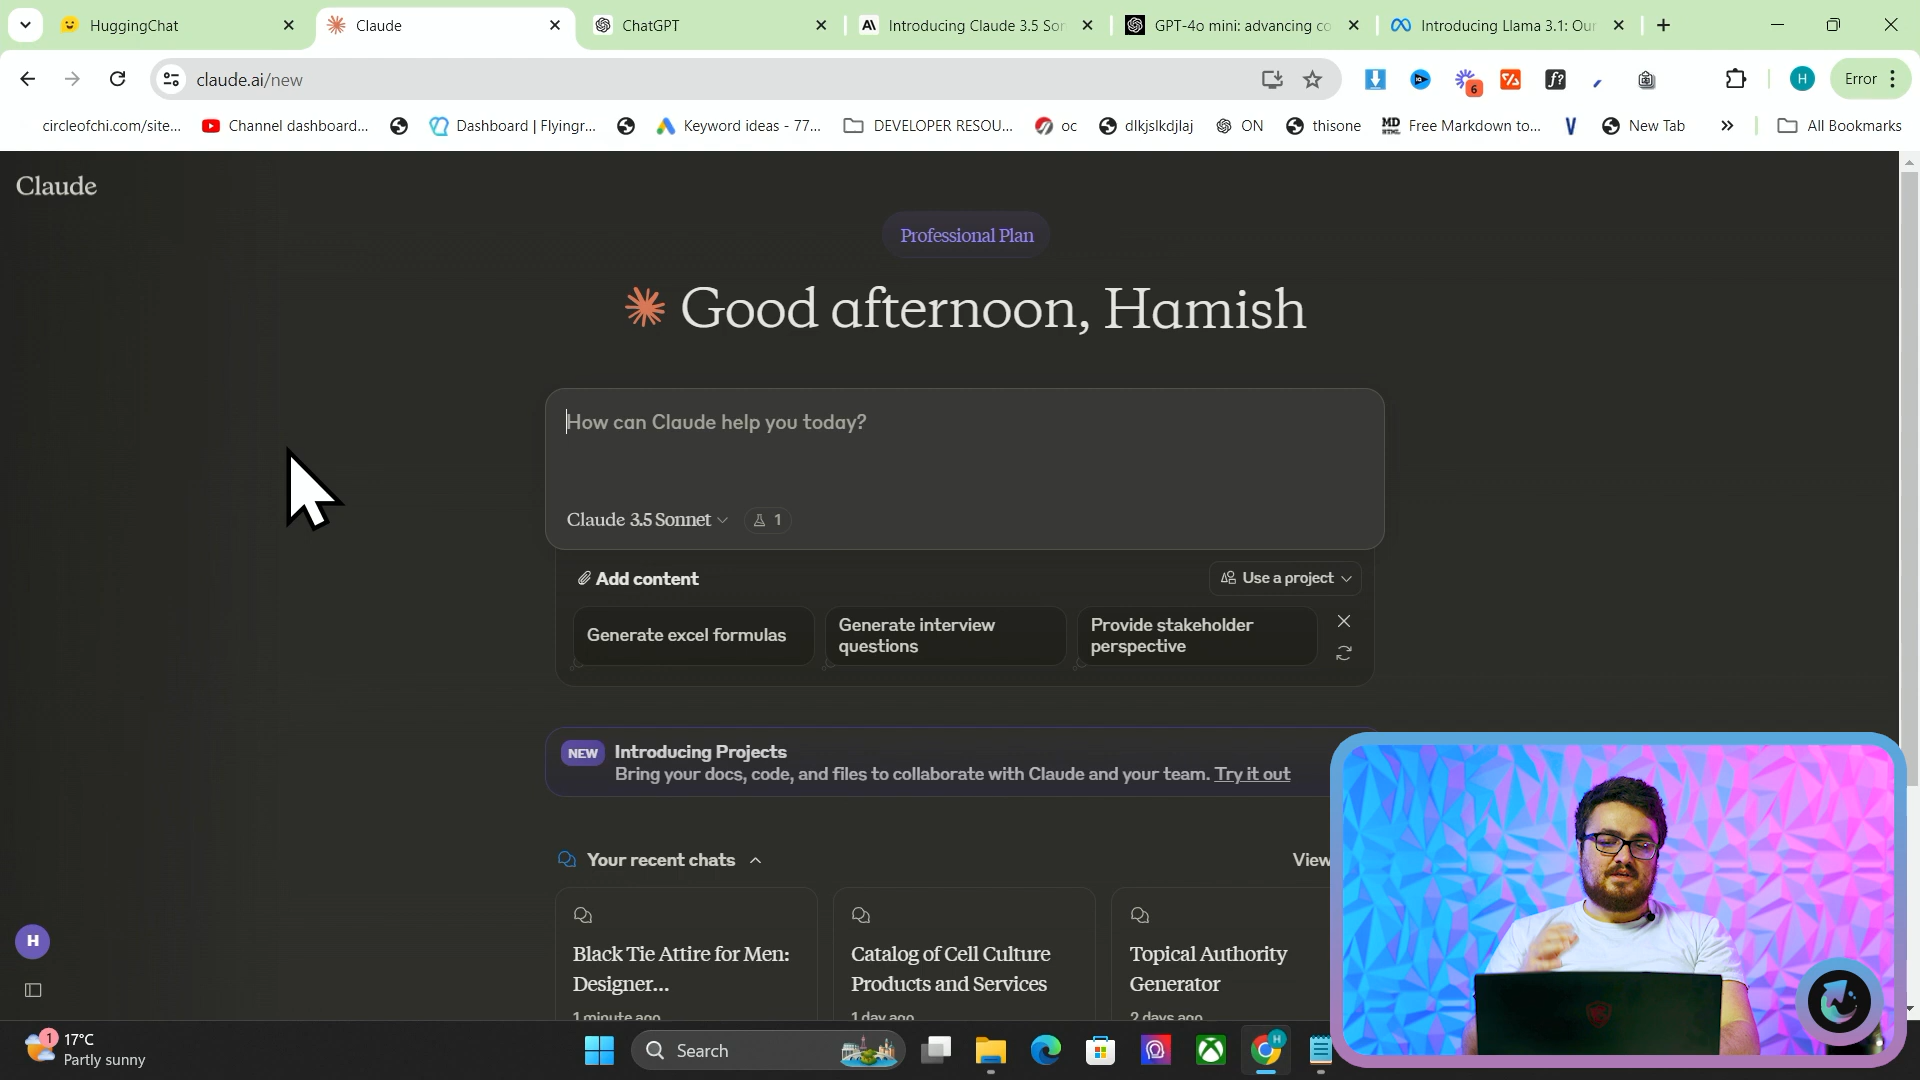 HuggingChat
Claude
ChatGPT
Introducing Claude 3.5 Son
GPT-4o mini: advancing co
Introducing Llama 3.1: Our
claude.ai/new
6
H
Error
circleofchi.com/site...
Channel dashboard...
Dashboard | Flyingr...
Keyword ideas - 77...
DEVELOPER RESOU...
oc
dlkjslkdjlaj
ON
thisone
Free Markdown to...
New Tab
All Bookmarks
Claude
Professional Plan
Good afternoon, Hamish
How can Claude help you today?
Claude 3.5 Sonnet
1
Add content
Use a project
Generate excel formulas
Generate interview
questions
Provide stakeholder
perspective
NEW
Introducing Projects
Bring your docs, code, and files to collaborate with Claude and your team. Try it out
Your recent chats
View
Black Tie Attire for Men:
Designer...
1 minute ago
Catalog of Cell Culture
Products and Services
1 day ago
Topical Authority
Generator
2 days ago
H
1
17°C
Partly sunny
Search
H